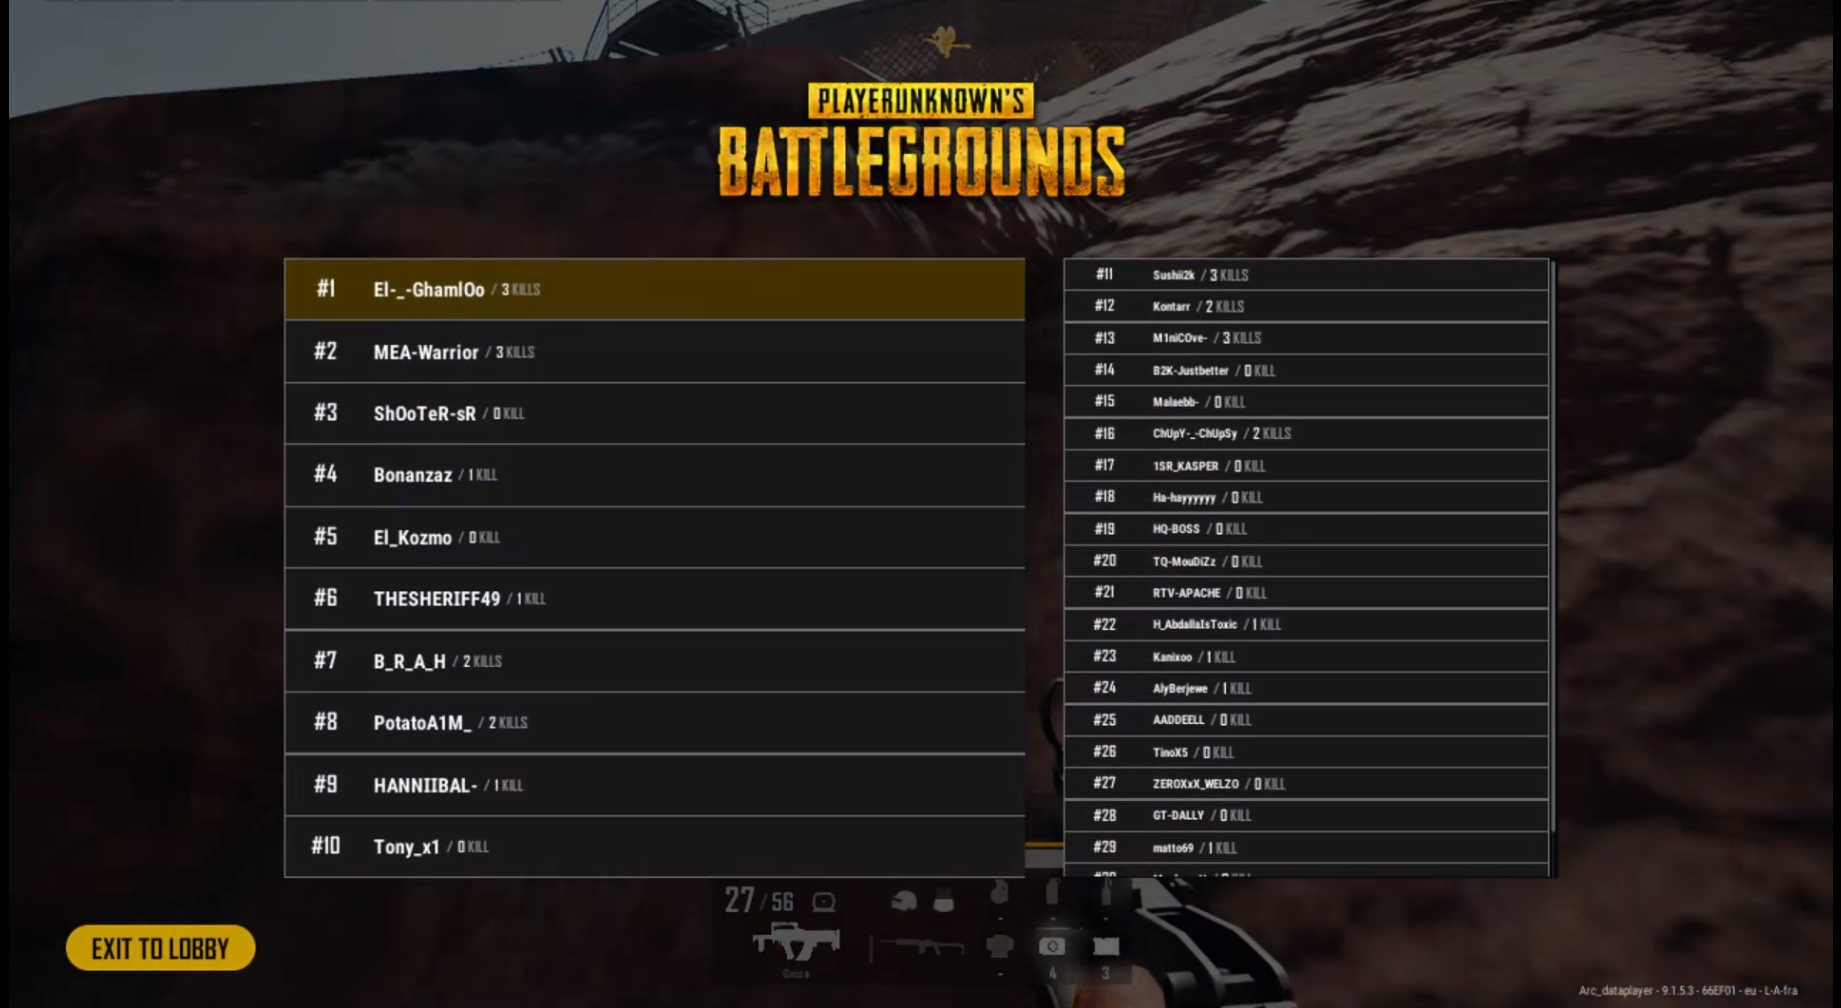 PLAYERUNKNOWN'S
BATTLEGROUNDS
#1 El-_-GhamlOo / 3 KILLS
#2 MEA-Warrior / 3 KILLS
#3 ShOoTeR-sR / 0 KILL
#4 Bonanzaz / 1 KILL
#5 El_Kozmo / 0 KILL
#6 THESHERIFF49 / 1 KILL
#7 B_R_A_H / 2 KILLS
#8 PotatoA1M_ / 2 KILLS
#9 HANNIIBAL- / 1 KILL
#10 Tony_x1 / 0 KILL
#11 Sushii2k / 3 KILLS
#12 Kontarr / 2 KILLS
#13 M1niCOve- / 3 KILLS
#14 B2K-Justbetter / 0 KILL
#15 Malaebb- / 0 KILL
#16 ChUpY-_-ChUpSy / 2 KILLS
#17 1SR_KASPER / 0 KILL
#18 Ha-hayyyyyy / 0 KILL
#19 HQ-BOSS / 0 KILL
#20 TQ-MouDiZz / 0 KILL
#21 RTV-APACHE / 0 KILL
#22 H_AbdallaIsToxic / 1 KILL
#23 Kanixoo / 1 KILL
#24 AlyBerjewe / 1 KILL
#25 AADDEELL / 0 KILL
#26 TinoX5 / 0 KILL
#27 ZEROXxX_WELZO / 0 KILL
#28 GT-DALLY / 0 KILL
#29 matto69 / 1 KILL
27 / 56
Groza
- - -
- 4 3
EXIT TO LOBBY
Arc_dataplayer - 9.1.5.3 - 66EF01 - eu - L-A-fra